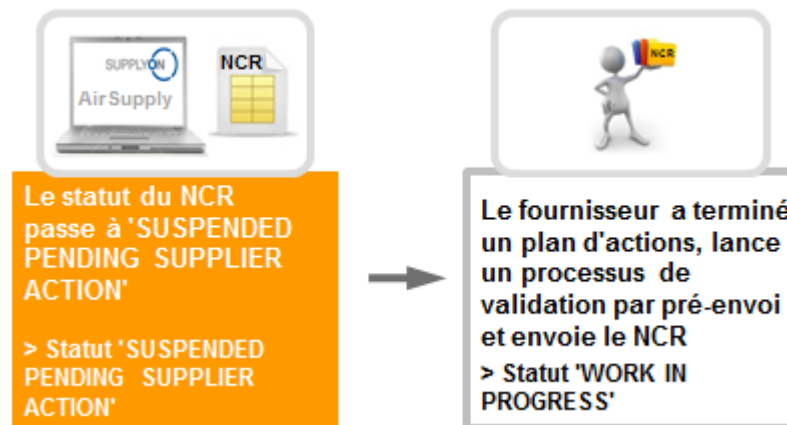 SUPPLYON
AirSupply
NCR
Le statut du NCR
passe à 'SUSPENDED
PENDING SUPPLIER
ACTION'
> Statut 'SUSPENDED
PENDING SUPPLIER
ACTION'
NCR
Le fournisseur a terminé
un plan d'actions, lance
un processus de
validation par pré-envoi
et envoie le NCR
> Statut 'WORK IN
PROGRESS'